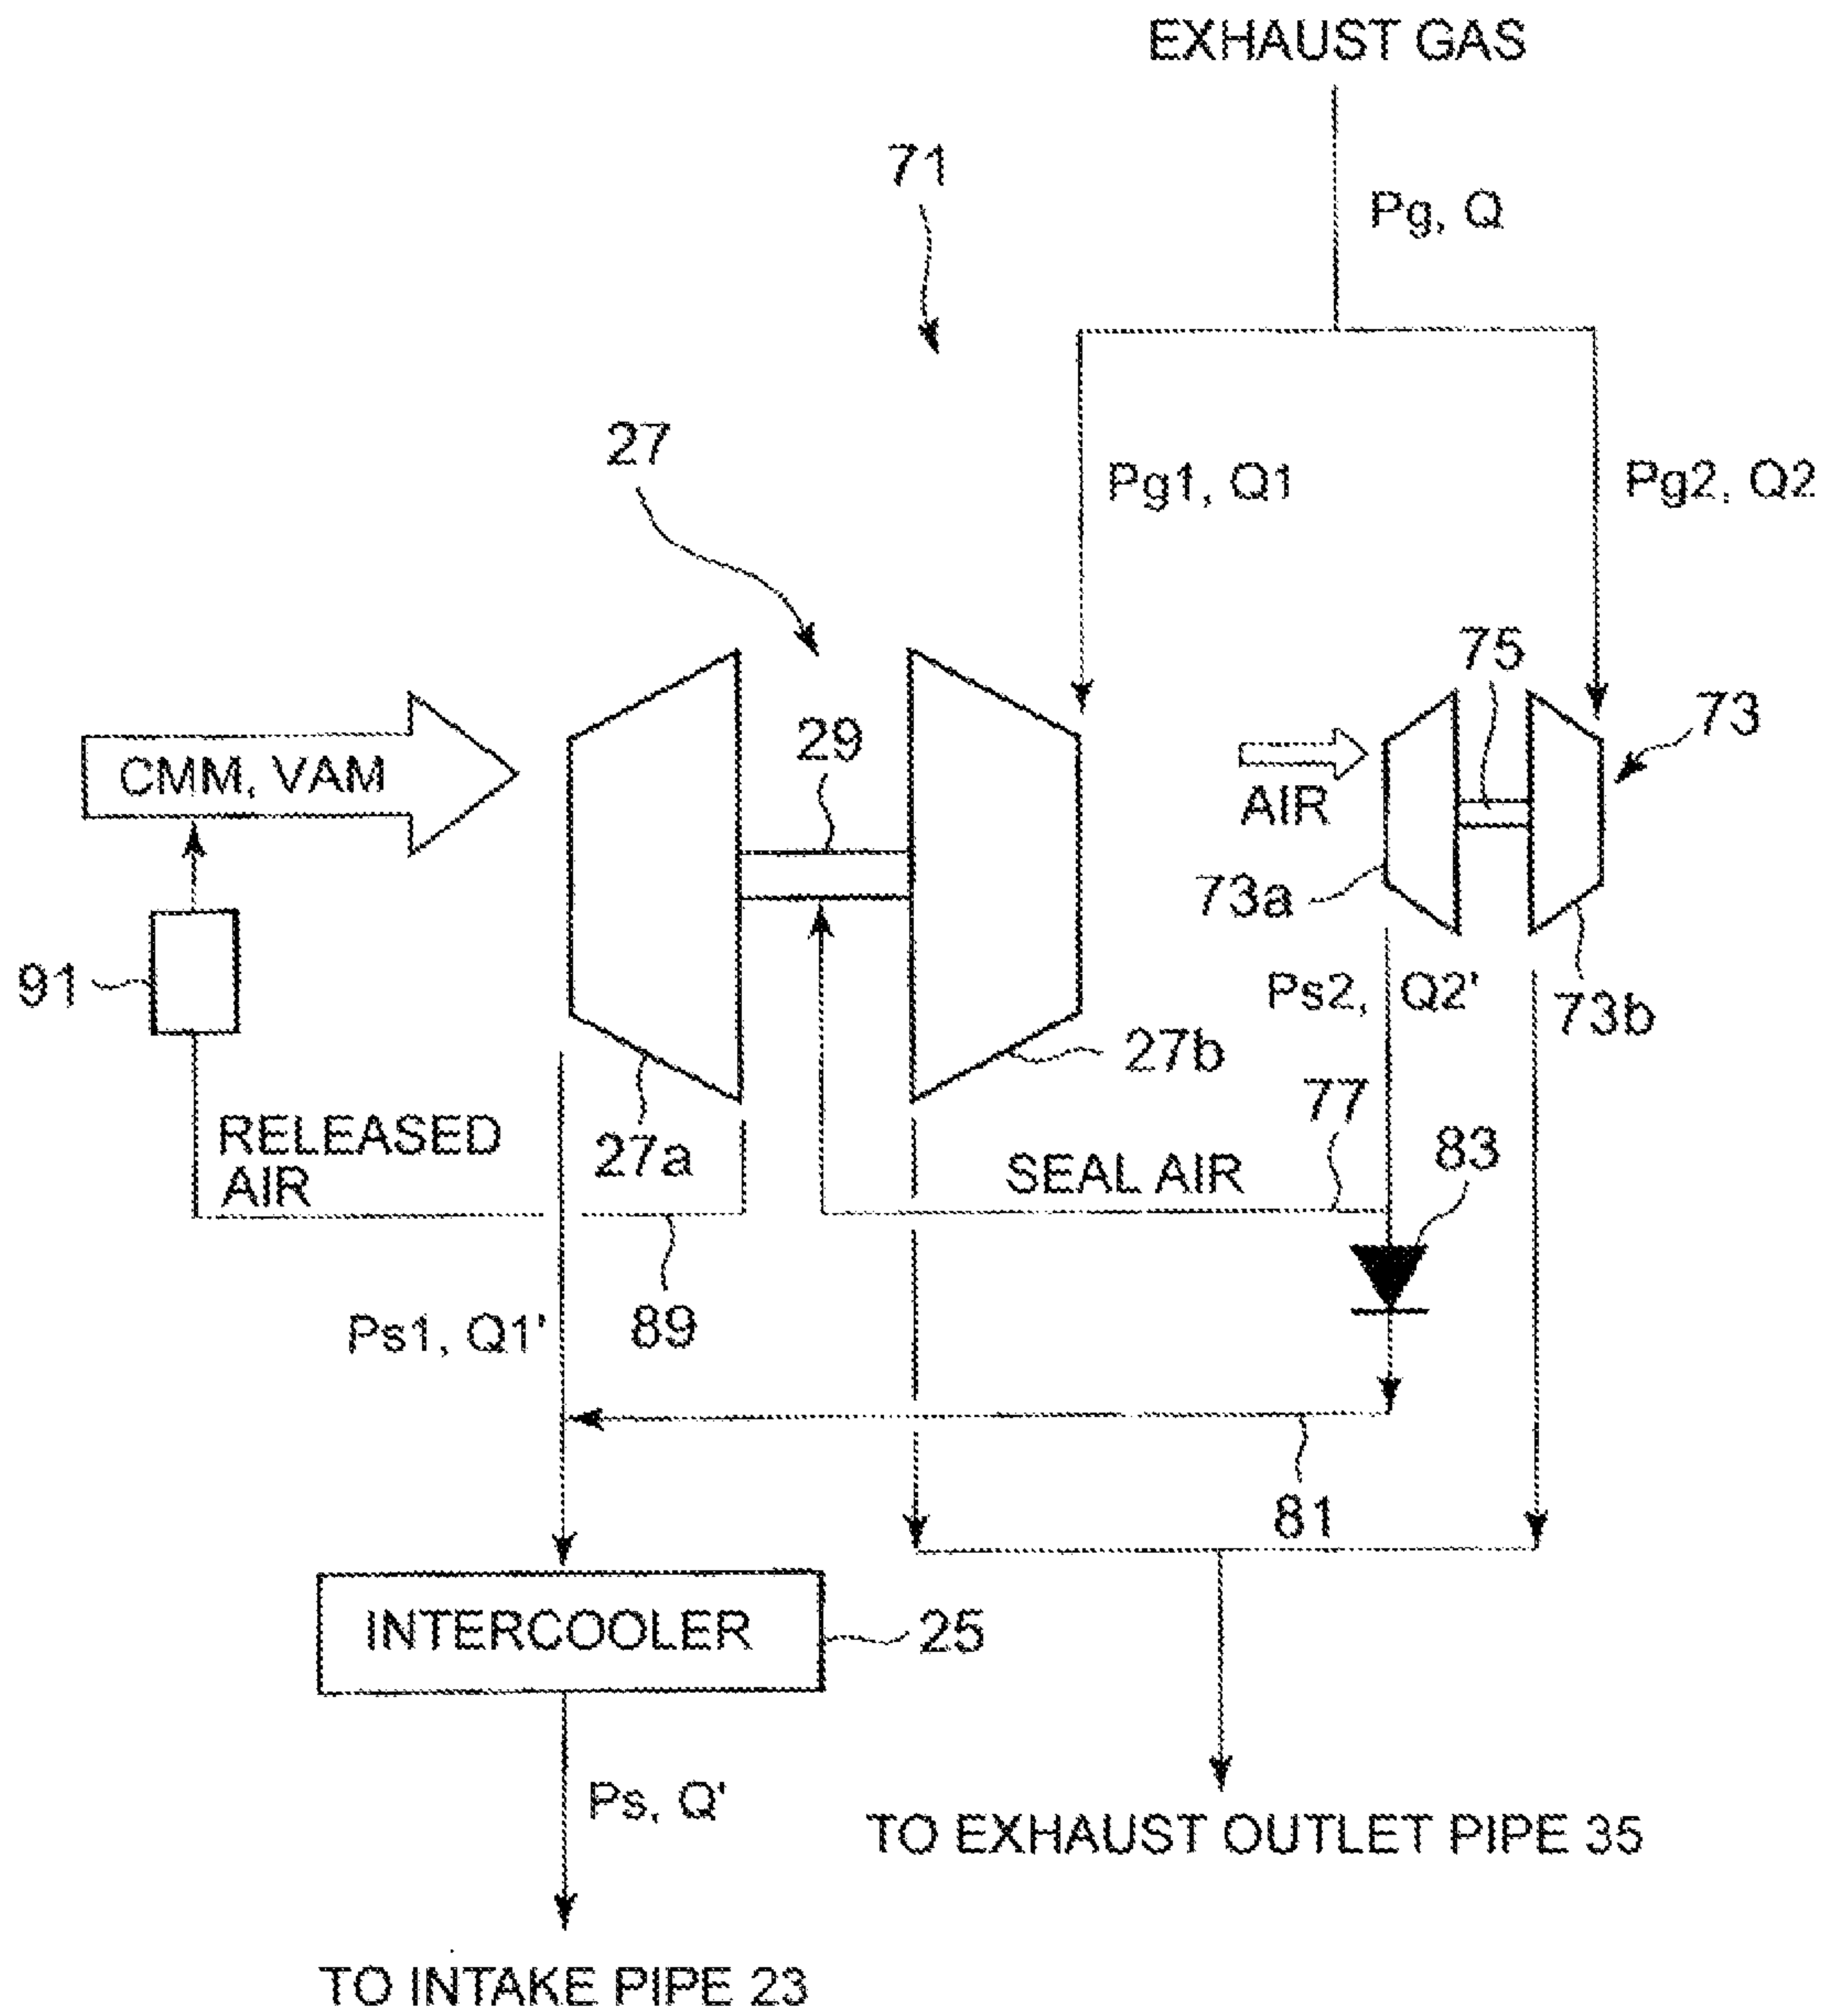 EXHAUST GAS
71
Pg, Q
27
Pg1, Q1
Pg2, Q2
75
73
29
CMM, VAM
AIR
73a
91
Ps2, Q2'
73b
27b
77
RELEASED
AIR
27a
SEAL AIR
83
Ps1, Q1'
89
81
INTERCOOLER
25
Ps, Q'
TO EXHAUST OUTLET PIPE 35
TO INTAKE PIPE 23